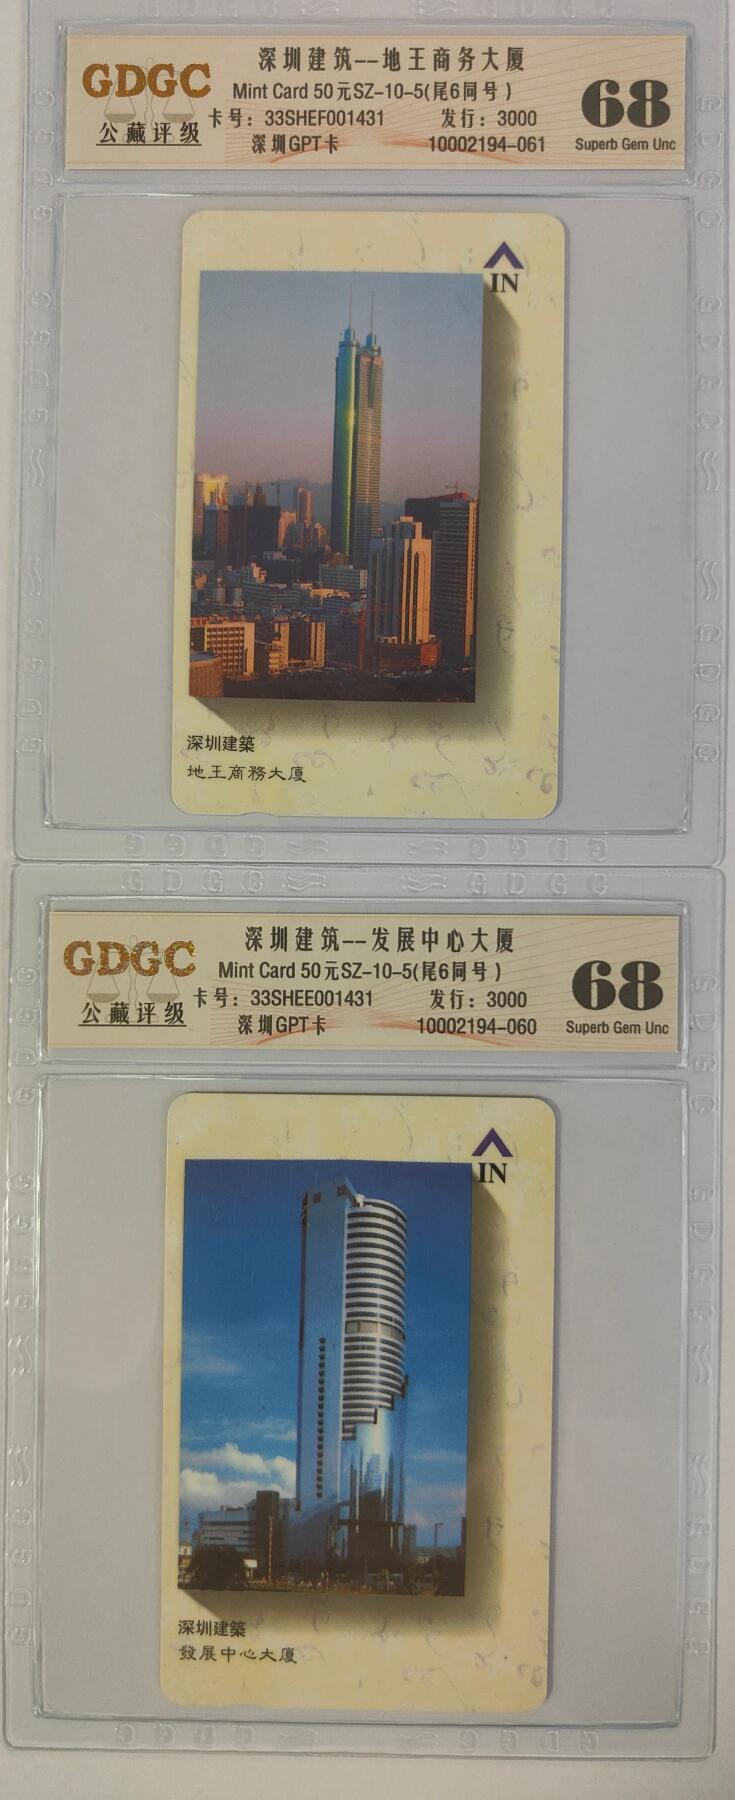 深圳建筑--地王商务大厦
GDGC
Mint Card 50元SZ-10-5(尾6同号)
68
公藏评级
卡号：33SHEF001431 发行：3000
深圳GPT卡 10002194-061
Superb Gem Unc
IN
深圳建築
地王商務大廈
GDGC
GDGC
深圳建筑--发展中心大厦
GDGC
Mint Card 50元SZ-10-5(尾6同号)
68
公藏评级
卡号：33SHEE001431 发行：3000
深圳GPT卡 10002194-060
Superb Gem Unc
IN
深圳建築
發展中心大廈